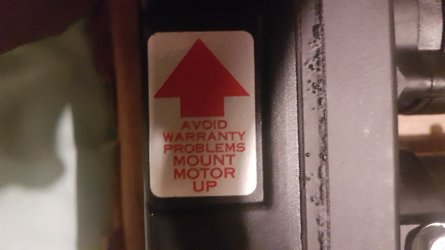 AVOID
WARRANTY
PROBLEMS
MOUNT
MOTOR
UP